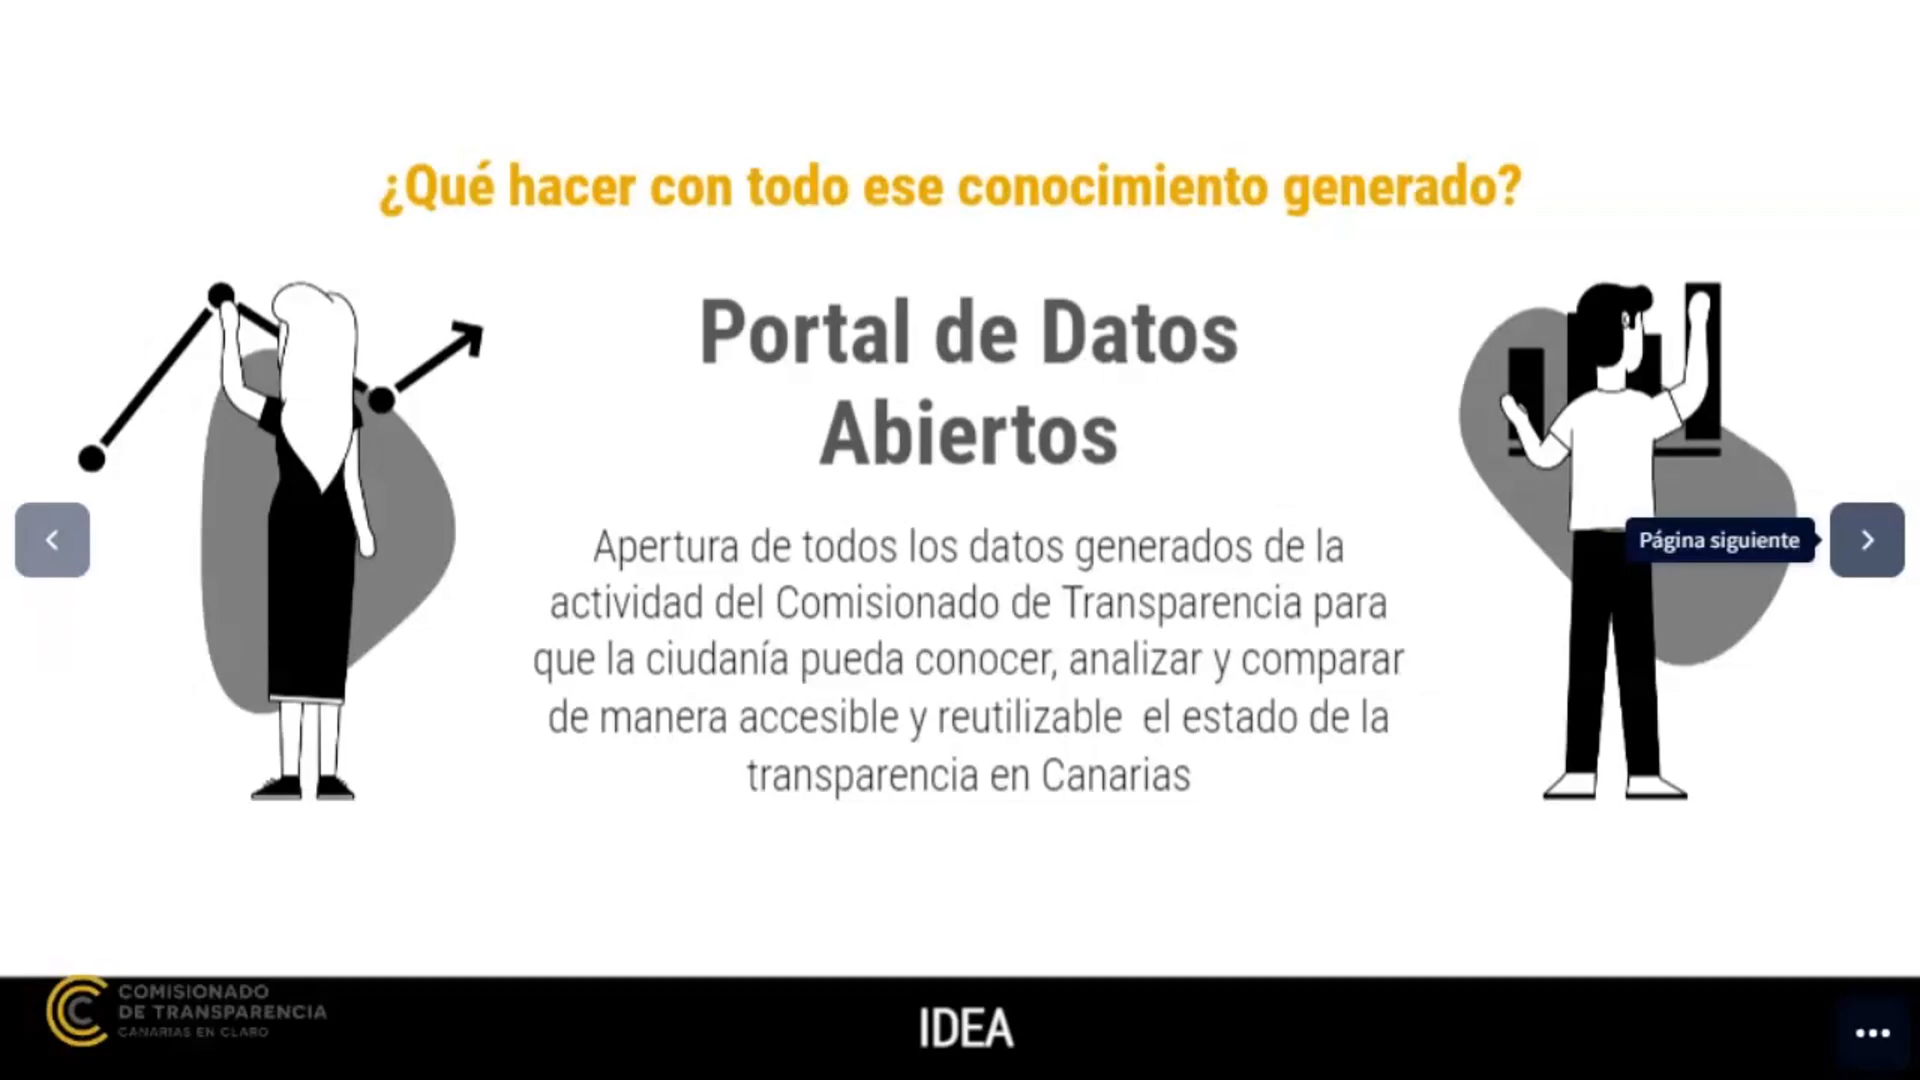 ¿Qué hacer con todo ese conocimiento generado?
Portal de Datos
Abiertos
Apertura de todos los datos generados de la
actividad del Comisionado de Transparencia para
que la ciudanía pueda conocer, analizar y comparar
de manera accesible y reutilizable el estado de la
transparencia en Canarias
Página siguiente
COMISIONADO
DE TRANSPARENCIA
CANARIAS EN CLARO
IDEA